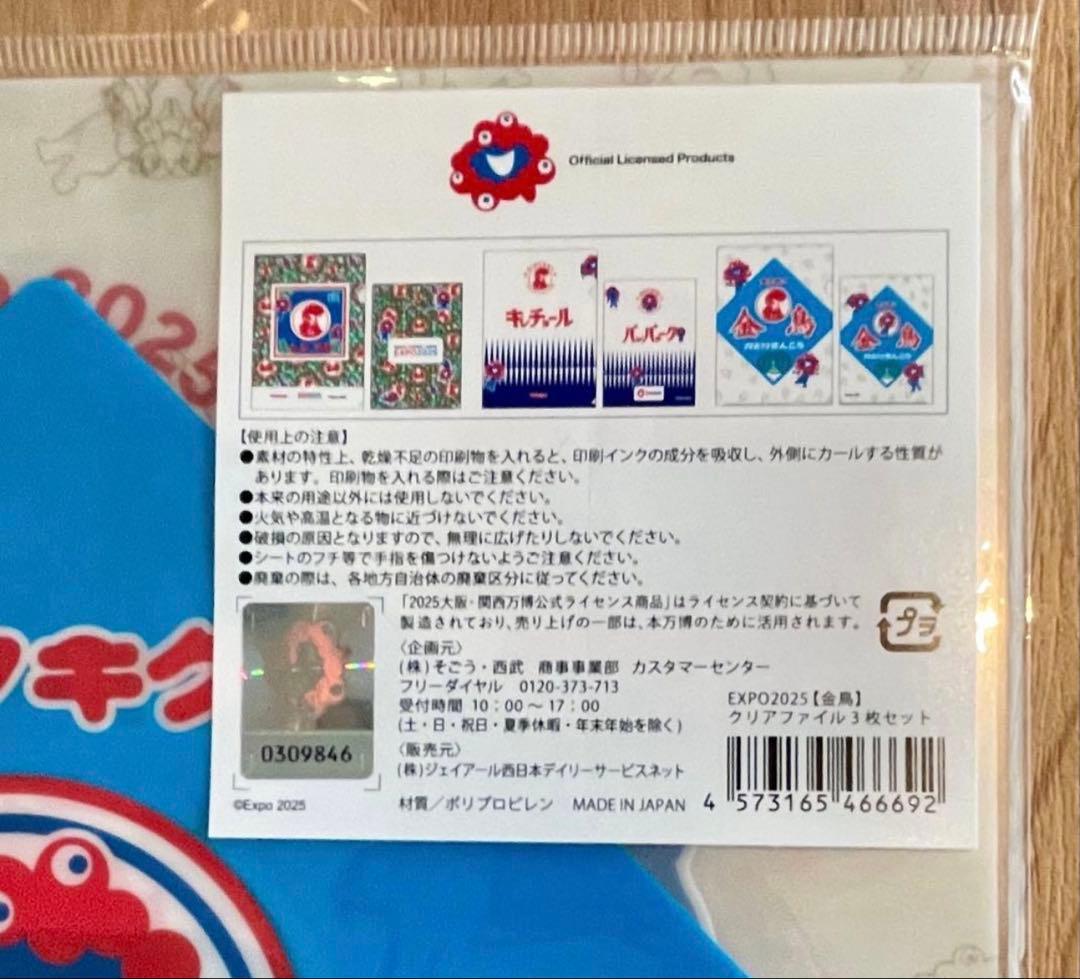 Official Licensed Products
キンチョール
金鳥
金鳥
EXPO2025
2025
【使用上の注意】
●素材の特性上、乾燥不足の印刷物を入れると、印刷インクの成分を吸収し、外側にカールする性質が
あります。印刷物を入れる際はご注意ください。
●本来の用途以外には使用しないでください。
●火気や高温となる物に近づけないでください。
●破損の原因となりますので、無理に広げたりしないでください。
●シートのフチ等で手指を傷つけないようご注意ください。
●廃棄の際は、各地方自治体の廃棄区分に従ってください。
「2025大阪・関西万博公式ライセンス商品」はライセンス契約に基づいて
製造されており、売り上げの一部は、本万博のために活用されます。
プラ
〈企画元〉
(株)そごう・西武 商事事業部 カスタマーセンター
フリーダイヤル 0120-373-713
受付時間 10:00～17:00
(土・日・祝日・夏季休暇・年末年始を除く)
〈販売元〉
(株)ジェイアール西日本デイリーサービスネット
材質/ポリプロピレン MADE IN JAPAN
EXPO2025【金鳥】
クリアファイル3枚セット
4 573165 466692
0309846
©Expo 2025
キ